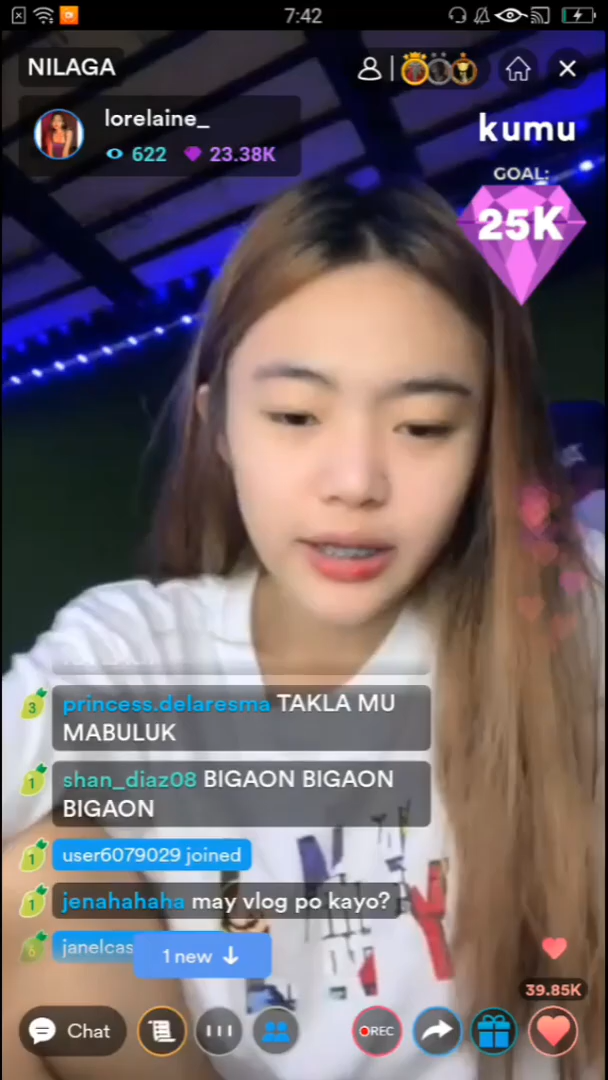 7:42
NILAGA
lorelaine_
622 23.38K
kumu
GOAL:
25K
3 princess.delaresma TAKLA MU
MABULUK
1 shan_diaz08 BIGAON BIGAON
BIGAON
1 user6079029 joined
1 jenahahaha may vlog po kayo?
6 janelcas
1 new
39.85K
Chat
REC